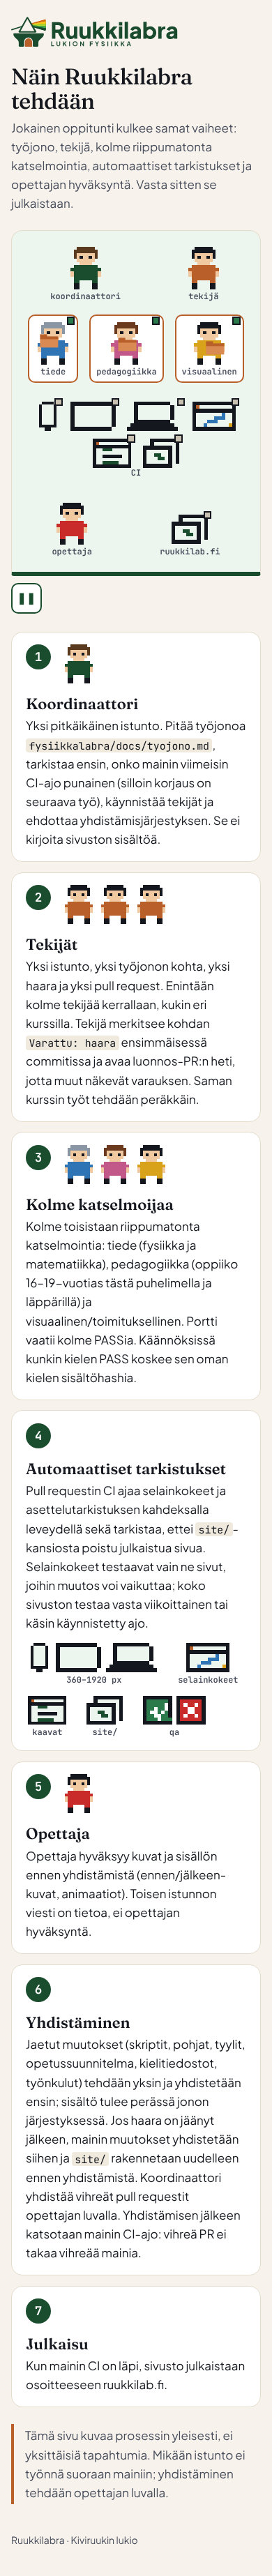 Ruukkilabra
LUKION FYSIIKKA
Näin Ruukkilabra
tehdään
Jokainen oppitunti kulkee samat vaiheet:
työjono, tekijä, kolme riippumatonta
katselmointia, automaattiset tarkistukset ja
opettajan hyväksyntä. Vasta sitten se
julkaistaan.
koordinaattori
tekijä
tiede
pedagogiikka
visuaalinen
CI
opettaja
ruukkilab.fi
1
Koordinaattori
Yksi pitkäikäinen istunto. Pitää työjonoa
fysiikkalabra/docs/tyojono.md,
tarkistaa ensin, onko mainin viimeisin
CI-ajo punainen (silloin korjaus on
seuraava työ), käynnistää tekijät ja
ehdottaa yhdistämisjärjestyksen. Se ei
kirjoita sivuston sisältöä.
2
Tekijät
Yksi istunto, yksi työjonon kohta, yksi
haara ja yksi pull request. Enintään
kolme tekijää kerrallaan, kukin eri
kurssilla. Tekijä merkitsee kohdan
Varattu: haara ensimmäisessä
commitissa ja avaa luonnos-PR:n heti,
jotta muut näkevät varauksen. Saman
kurssin työt tehdään peräkkäin.
3
Kolme katselmoijaa
Kolme toisistaan riippumatonta
katselmointia: tiede (fysiikka ja
matematiikka), pedagogiikka (oppiiko
16–19-vuotias tästä puhelimella ja
läppärillä) ja
visuaalinen/toimituksellinen. Portti
vaatii kolme PASSia. Käännöksissä
kunkin kielen PASS koskee sen oman
kielen sisältöhashia.
4
Automaattiset tarkistukset
Pull requestin CI ajaa selainkokeet ja
asettelutarkistuksen kahdeksalla
leveydellä sekä tarkistaa, ettei site/-
kansiosta poistu julkaistua sivua.
Selainkokeet testaavat vain ne sivut,
joihin muutos voi vaikuttaa; koko
sivuston testaa vasta viikoittainen tai
käsin käynnistetty ajo.
360–1920 px
selainkokeet
kaavat
site/
qa
5
Opettaja
Opettaja hyväksyy kuvat ja sisällön
ennen yhdistämistä (ennen/jälkeen-
kuvat, animaatiot). Toisen istunnon
viesti on tietoa, ei opettajan
hyväksyntä.
6
Yhdistäminen
Jaetut muutokset (skriptit, pohjat, tyylit,
opetussuunnitelma, kielitiedostot,
työnkulut) tehdään yksin ja yhdistetään
ensin; sisältö tulee perässä jonon
järjestyksessä. Jos haara on jäänyt
jälkeen, mainin muutokset yhdistetään
siihen ja site/ rakennetaan uudelleen
ennen yhdistämistä. Koordinaattori
yhdistää vihreät pull requestit
opettajan luvalla. Yhdistämisen jälkeen
katsotaan mainin CI-ajo: vihreä PR ei
takaa vihreää mainia.
7
Julkaisu
Kun mainin CI on läpi, sivusto julkaistaan
osoitteeseen ruukkilab.fi.
Tämä sivu kuvaa prosessin yleisesti, ei
yksittäisiä tapahtumia. Mikään istunto ei
työnnä suoraan mainiin; yhdistäminen
tehdään opettajan luvalla.
Ruukkilabra · Kiviruukin lukio